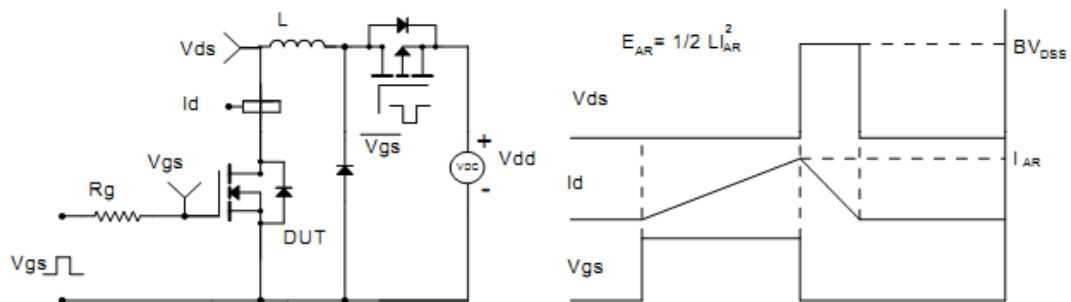 L
Vds
Id
Vgs
Rg
DUT
Vgs
Vgs
+
VDC
-
Vdd
E_AR= 1/2 LI²_AR
BV_DSS
Vds
I_AR
Id
Vgs